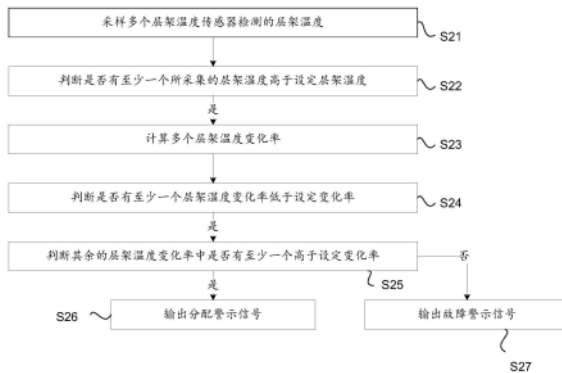 采样多个层架温度传感器检测的层架温度
S21
判断是否有至少一个所采集的层架温度高于设定层架温度
S22
是
计算多个层架温度变化率
S23
判断是否有至少一个层架温度变化率低于设定变化率
S24
是
判断其余的层架温度变化率中是否有至少一个高于设定变化率
否
S25
是
S26
输出分配警示信号
输出故障警示信号
S27